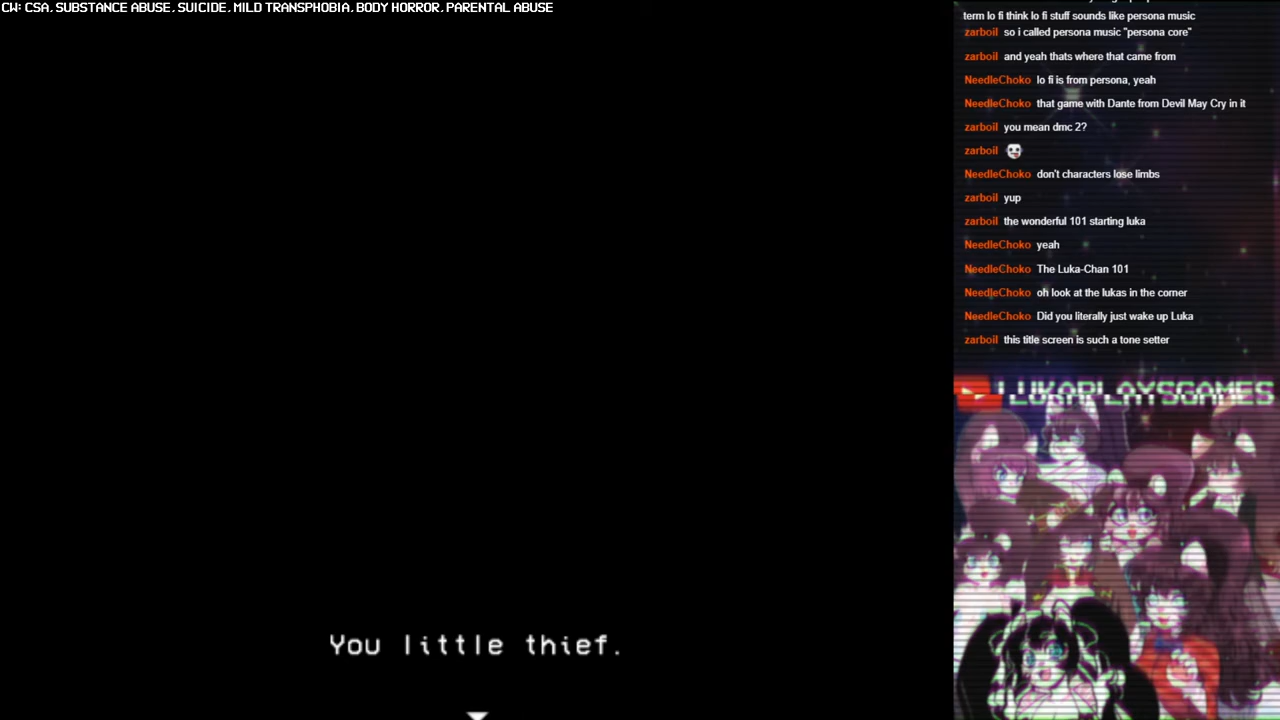 CW: CSA, SUBSTANCE ABUSE, SUICIDE, MILD TRANSPHOBIA, BODY HORROR, PARENTAL ABUSE
term lo fi think lo fi stuff sounds like persona music
zarboil so i called persona music "persona core"
zarboil and yeah thats where that came from
NeedleChoko lo fi is from persona, yeah
NeedleChoko that game with Dante from Devil May Cry in it
zarboil you mean dmc 2?
zarboil
NeedleChoko don't characters lose limbs
zarboil yup
zarboil the wonderful 101 starting luka
NeedleChoko yeah
NeedleChoko The Luka-Chan 101
NeedleChoko oh look at the lukas in the corner
NeedleChoko Did you literally just wake up Luka
zarboil this title screen is such a tone setter
LUKAPLAYSGAMES
You little thief.